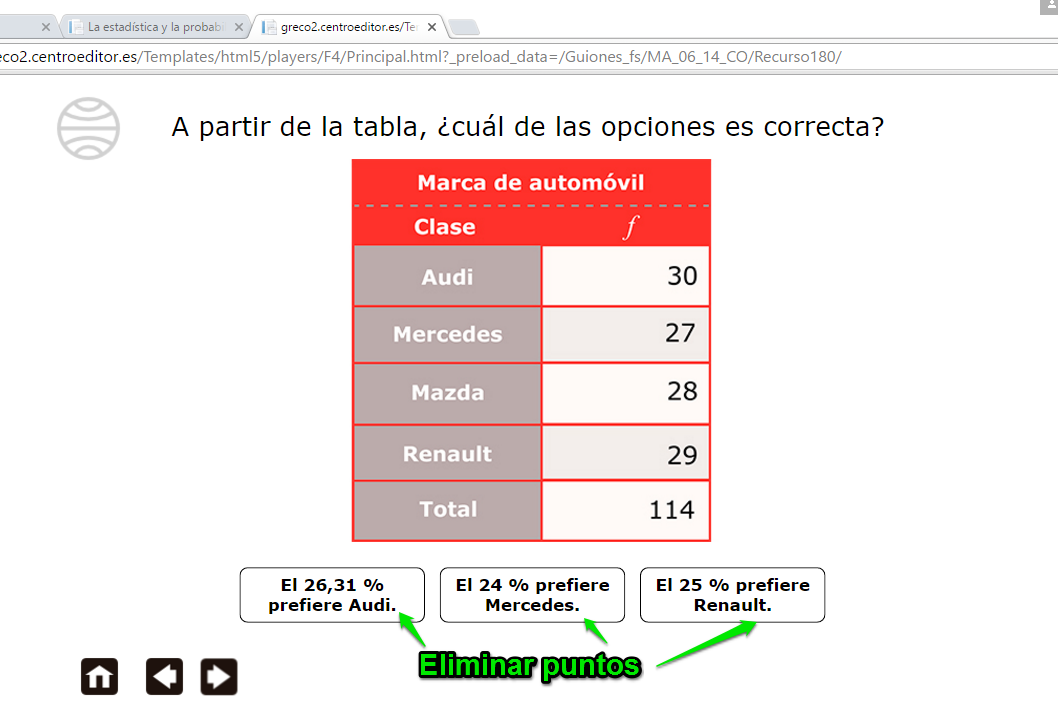 La estadística y la probabi
greco2.centroeditor.es/Te
eco2.centroeditor.es/Templates/html5/players/F4/Principal.html?_preload_data=/Guiones_fs/MA_06_14_CO/Recurso180/
A partir de la tabla, ¿cuál de las opciones es correcta?
Marca de automóvil
Clase f
Audi 30
Mercedes 27
Mazda 28
Renault 29
Total 114
El 26,31 % prefiere Audi.
El 24 % prefiere Mercedes.
El 25 % prefiere Renault.
Eliminar puntos